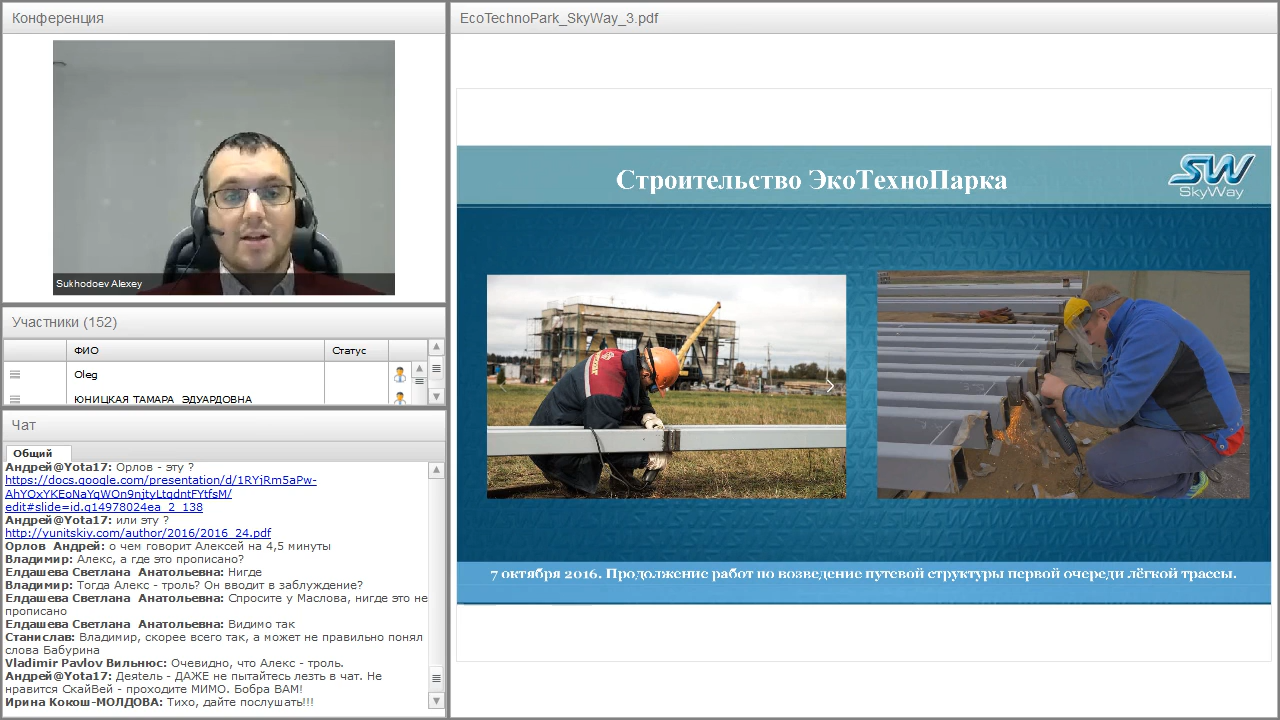 Конференция
Sukhodoev Alexey
Участники (152)
ФИО
Статус
Oleg
ЮНИЦКАЯ ТАМАРА ЭДУАРДОВНА
Чат
Общий
Андрей@Yota17: Орлов - эту ?
https://docs.google.com/presentation/d/1RYjRm5aPw-
Андрей@Yota17: или эту ?
http://yunitskiy.com/author/2016/2016_24.pdf
Орлов Андрей: о чем говорит Алексей на 4,5 минуты
Владимир: Алекс, а где это прописано?
Елдашева Светлана Анатольевна: Нигде
Владимир: Тогда Алекс - троль? Он вводит в заблуждение?
Елдашева Светлана Анатольевна: Спросите у Маслова, нигде это не
прописано
Елдашева Светлана Анатольевна: Видимо так
Станислав: Владимир, скорее всего так, а может не правильно понял
слова Бабурина
Vladimir Pavlov Вильнюс: Очевидно, что Алекс - троль.
Андрей@Yota17: Деятель - ДАЖЕ не пытайтесь лезть в чат. Не
нравится СкайВей - проходите МИМО. Бобра ВАМ!
Ирина Кокош-МОЛДОВА: Тихо, дайте послушать!!!
EcoTechnoPark_SkyWay_3.pdf
Строительство ЭкоТехноПарка
SW
SkyWay
7 октября 2016. Продолжение работ по возведение путевой структуры первой очереди лёгкой трассы.